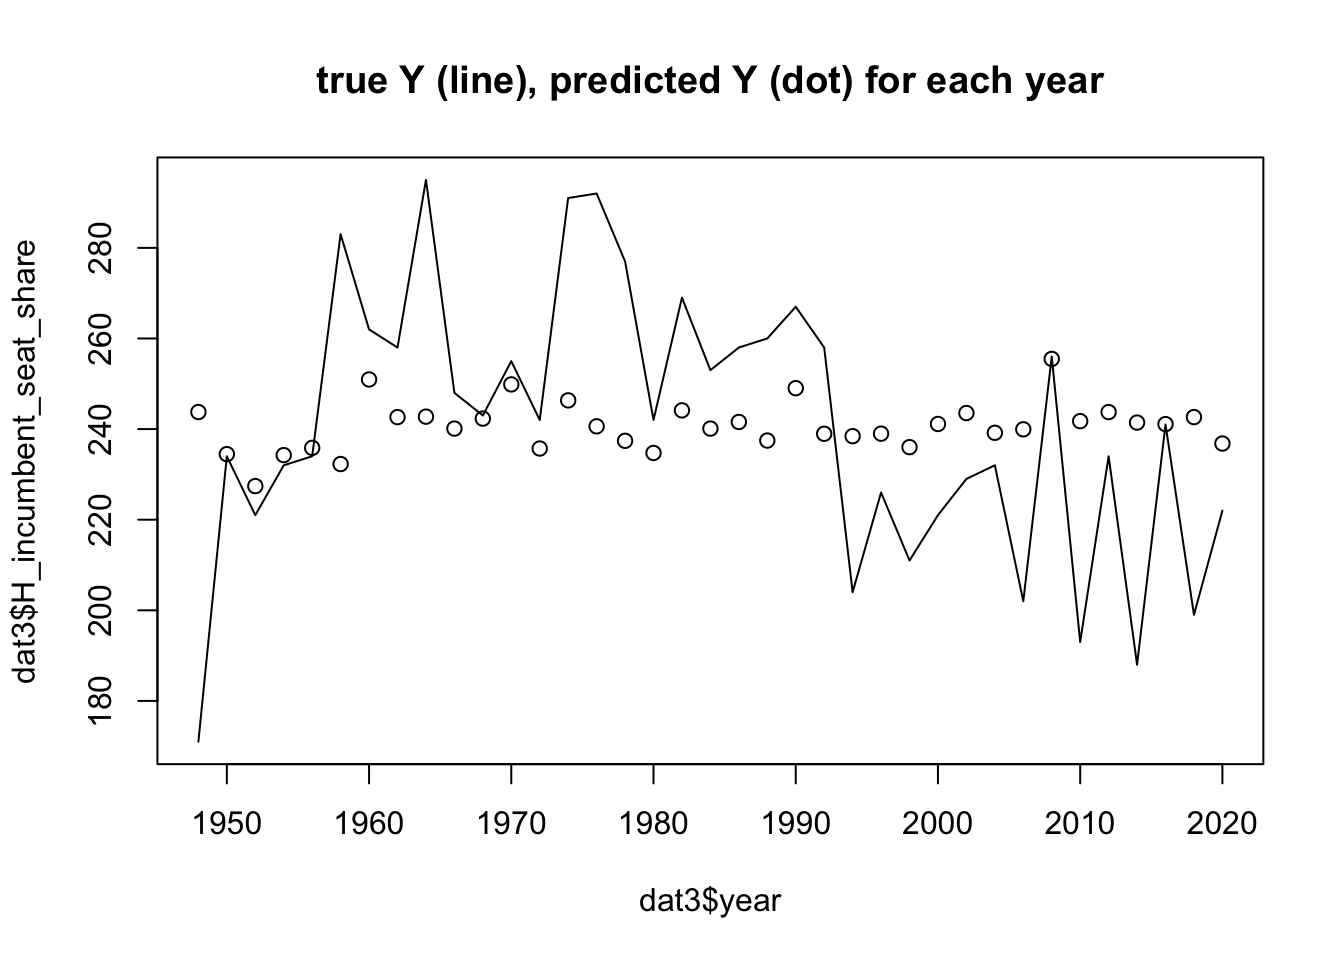 true Y (line), predicted Y (dot) for each year
dat3$H_incumbent_seat_share
280
260
240
220
200
180
1950 1960 1970 1980 1990 2000 2010 2020
dat3$year